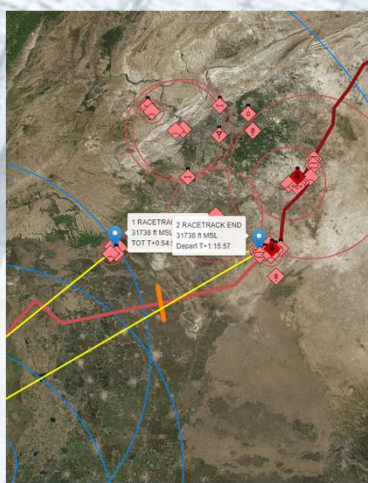 1 RACETRA
31738 ft MSL
TOT T+0:54:
2 RACETRACK END
31738 ft MSL
Depart T+1:15:57